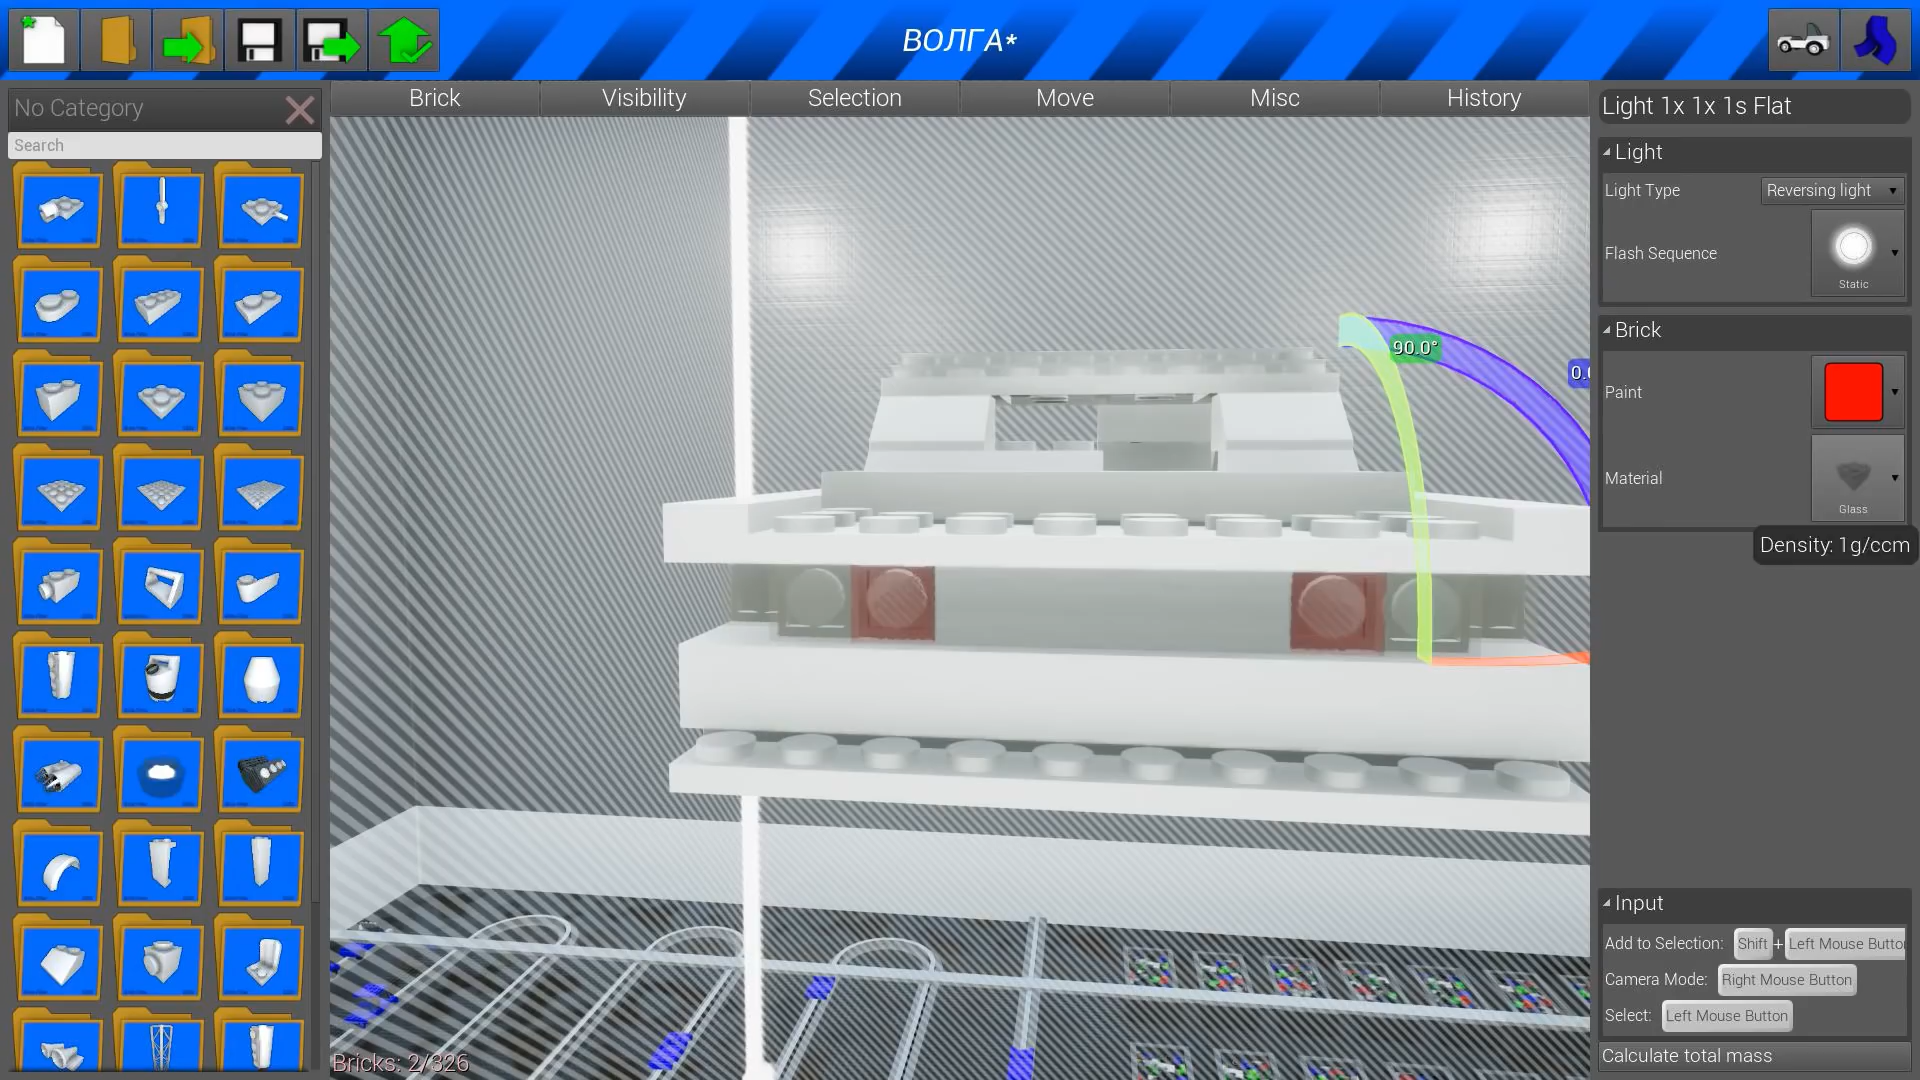 ВОЛГА*
No Category
Search
Brick
Visibility
Selection
Move
Misc
History
90.0°
Bricks: 2/326
Light 1x 1x 1s Flat
Light
Light Type
Reversing light
Flash Sequence
Static
Brick
Paint
Material
Glass
Density: 1g/ccm
Input
Add to Selection: Shift + Left Mouse Button
Camera Mode: Right Mouse Button
Select: Left Mouse Button
Calculate total mass